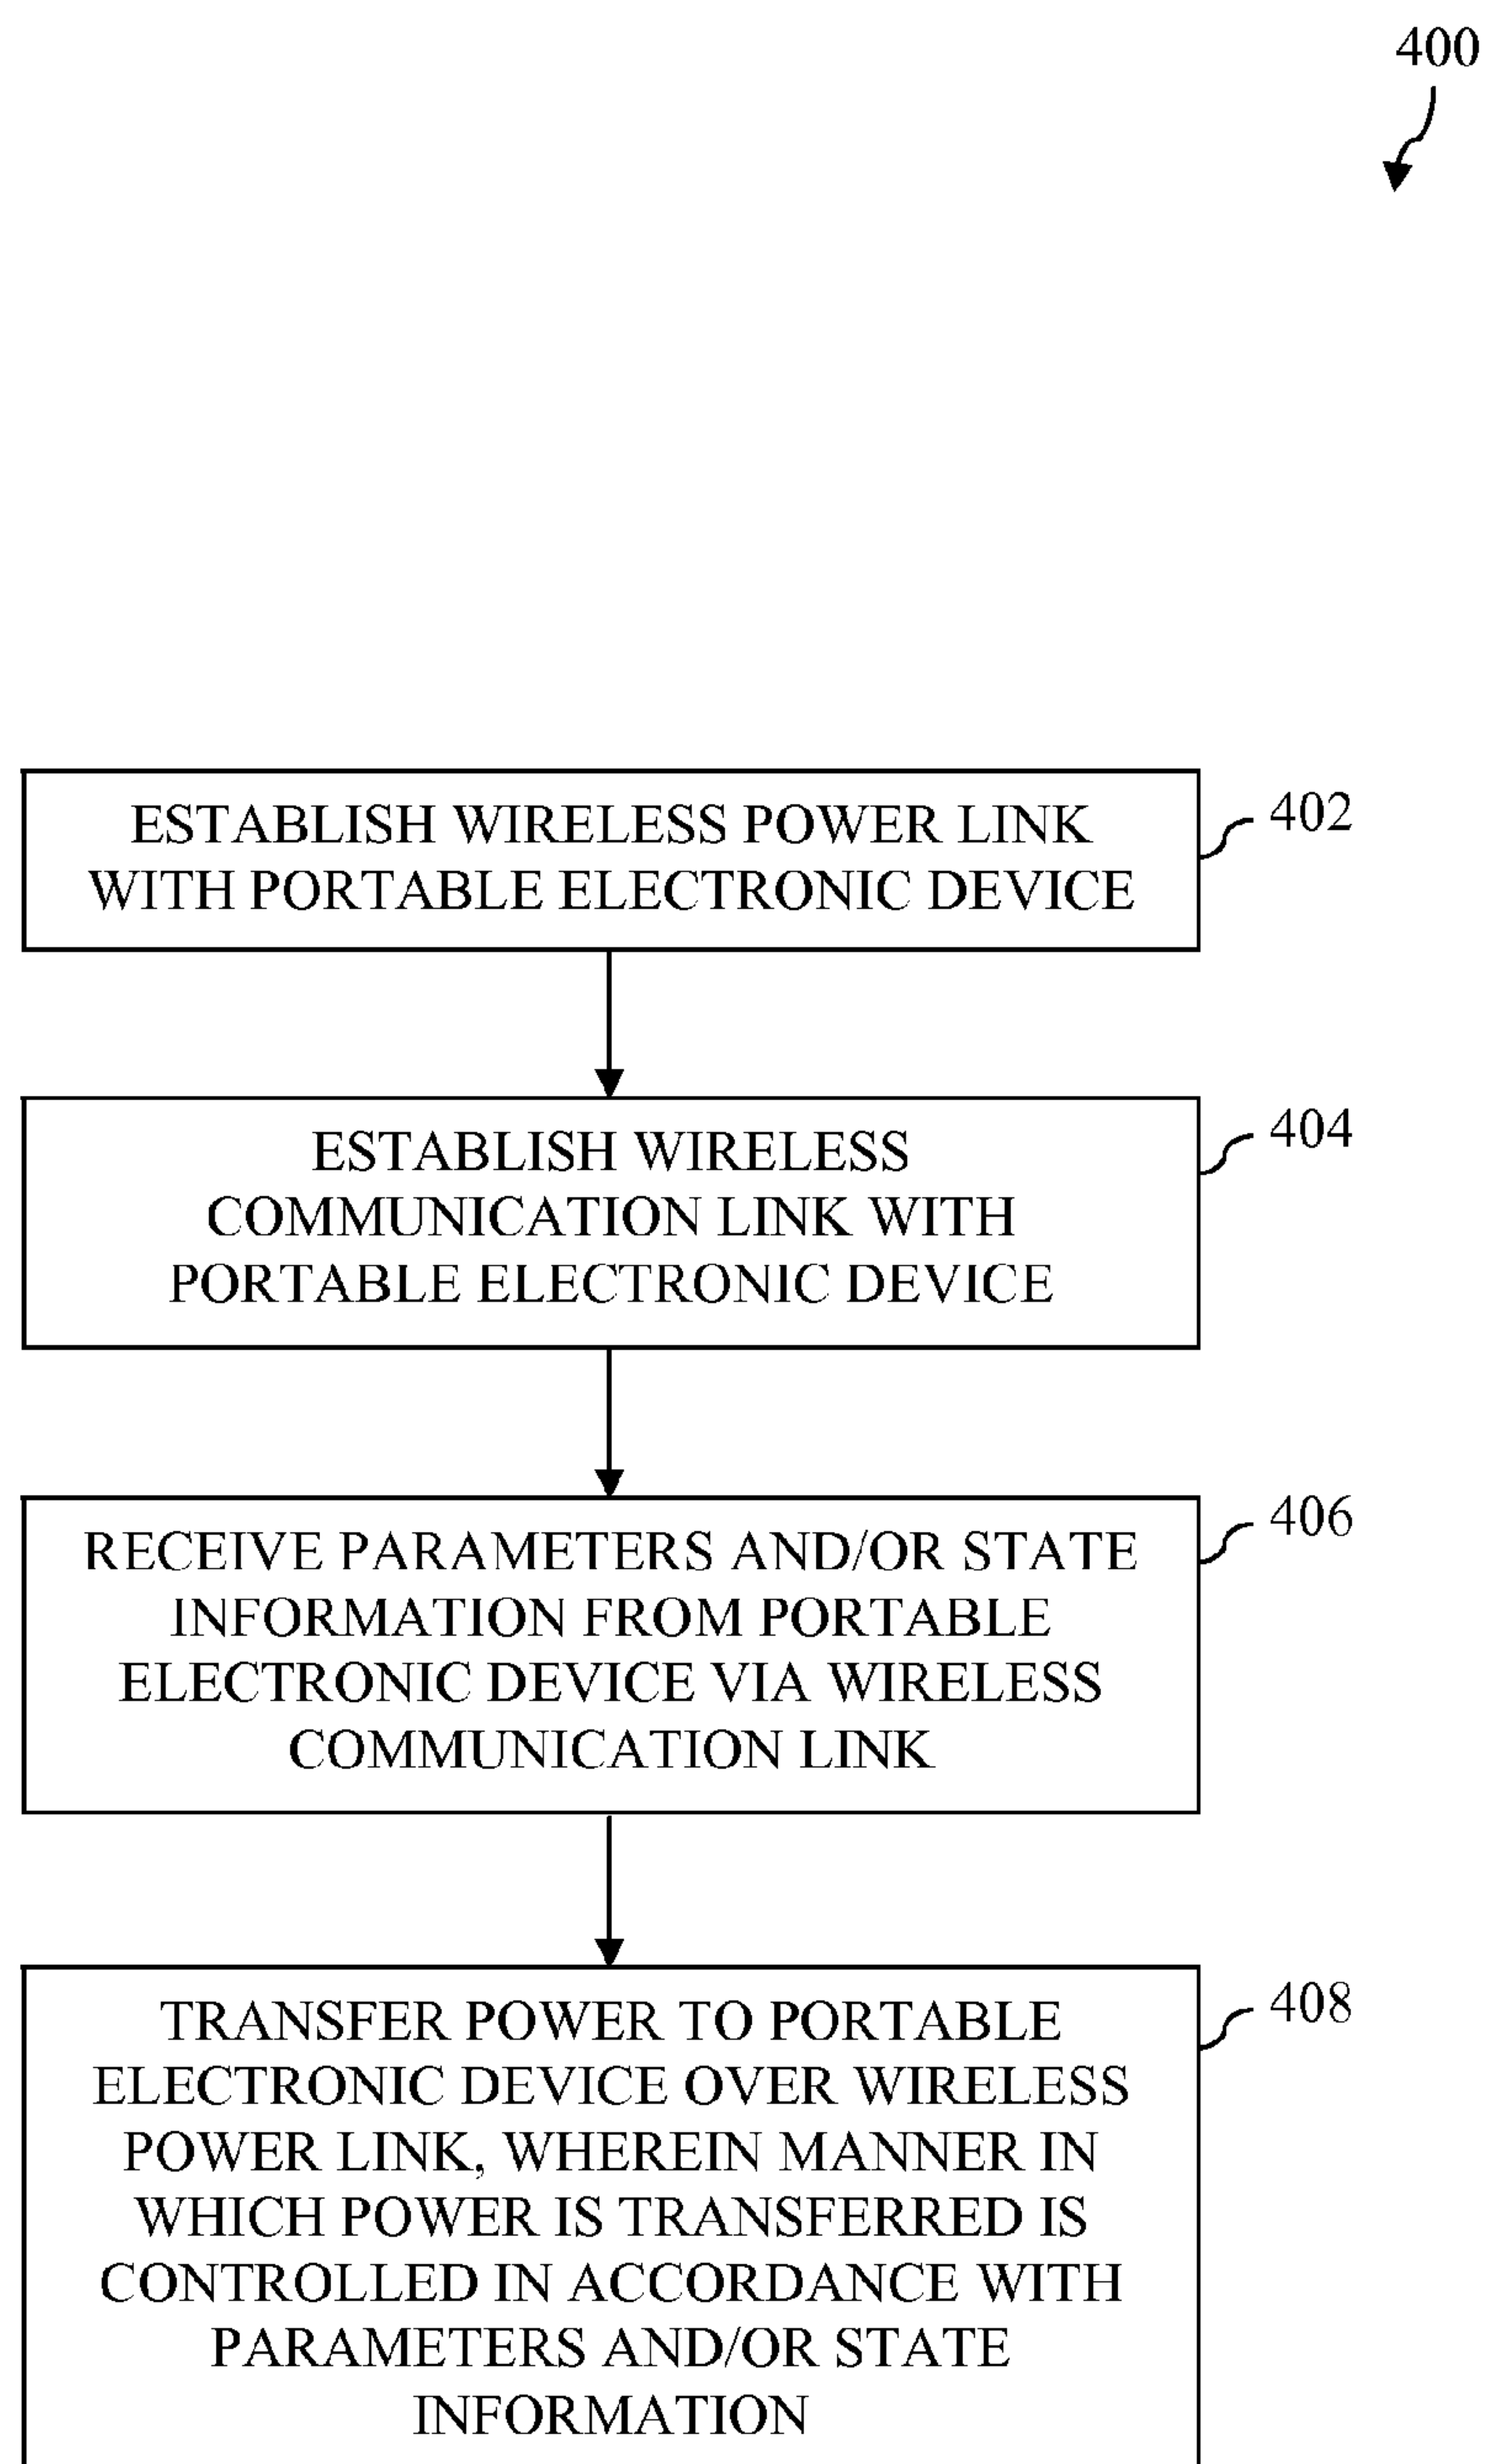 400
ESTABLISH WIRELESS POWER LINK
WITH PORTABLE ELECTRONIC DEVICE
402
ESTABLISH WIRELESS
COMMUNICATION LINK WITH
PORTABLE ELECTRONIC DEVICE
404
RECEIVE PARAMETERS AND/OR STATE
INFORMATION FROM PORTABLE
ELECTRONIC DEVICE VIA WIRELESS
COMMUNICATION LINK
406
TRANSFER POWER TO PORTABLE
ELECTRONIC DEVICE OVER WIRELESS
POWER LINK, WHEREIN MANNER IN
WHICH POWER IS TRANSFERRED IS
CONTROLLED IN ACCORDANCE WITH
PARAMETERS AND/OR STATE
INFORMATION
408